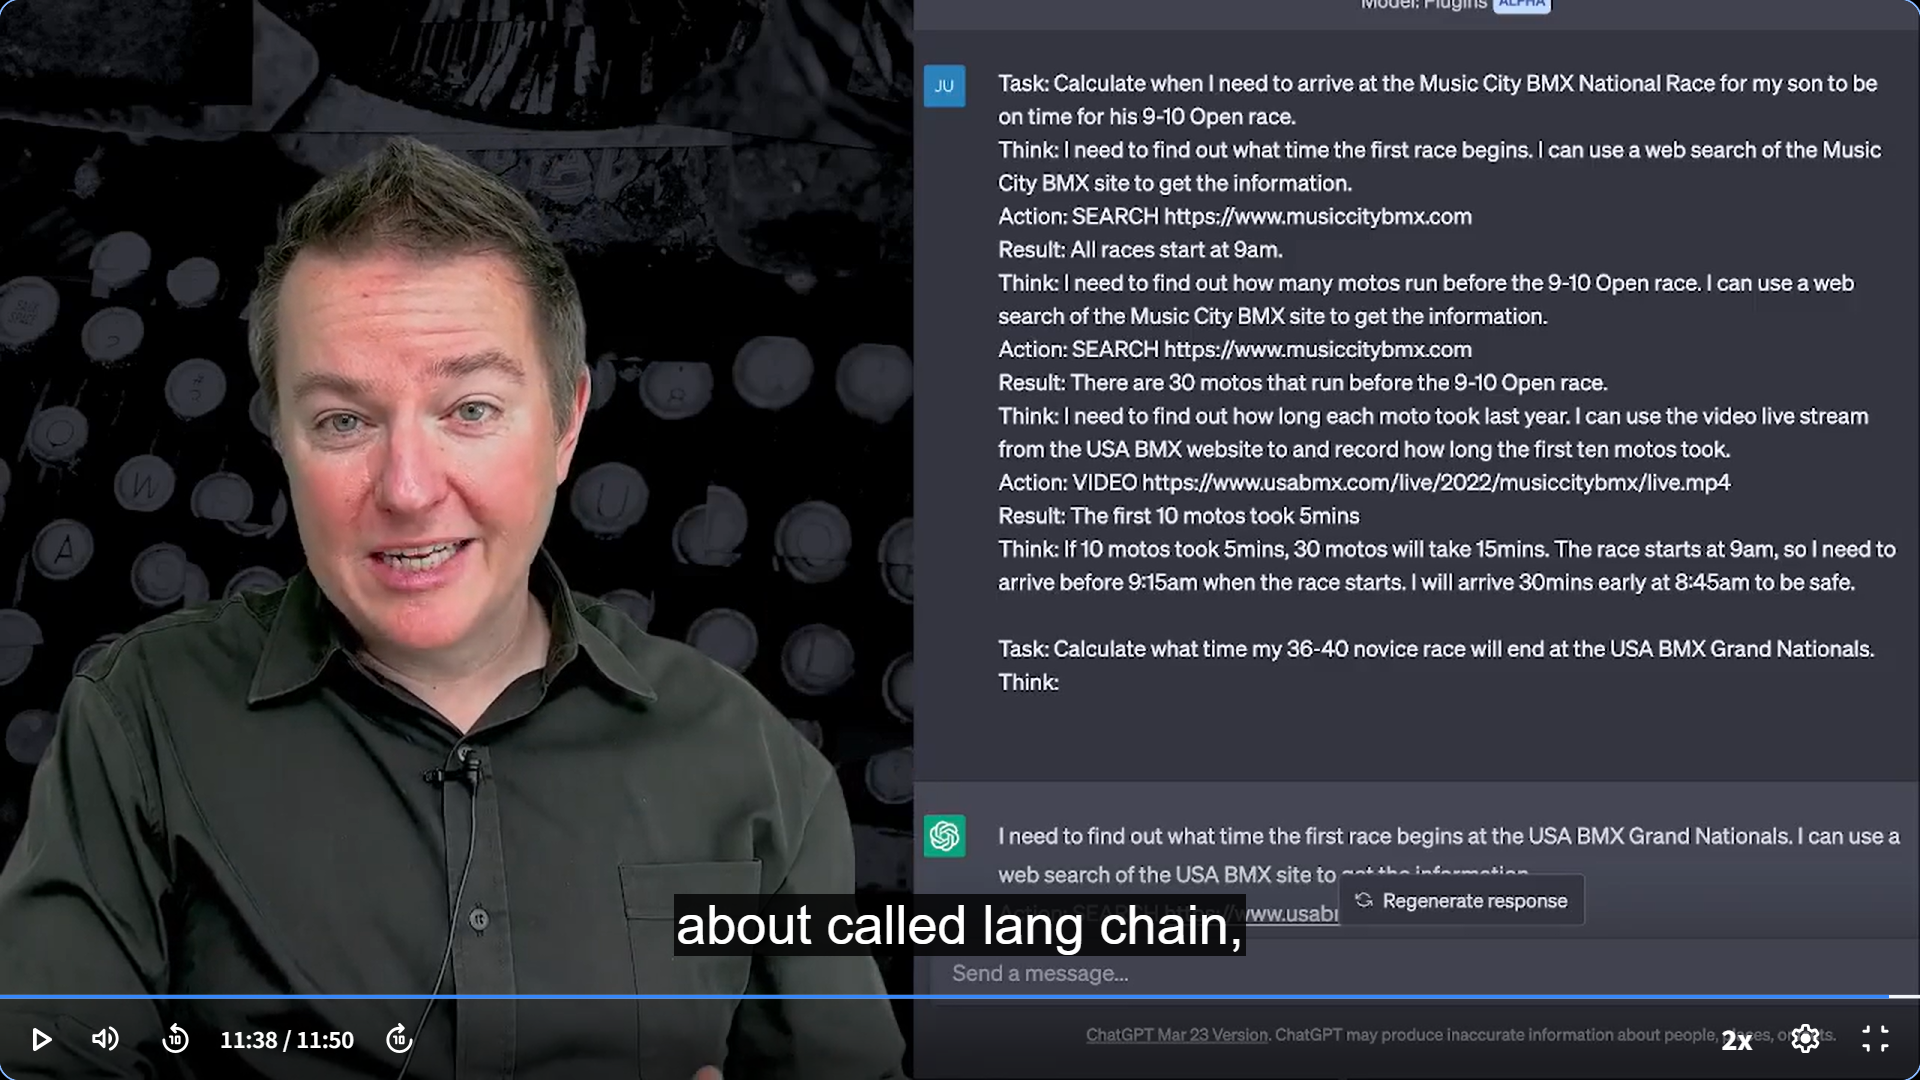 Model: Plugins ALPHA
JU
Task: Calculate when I need to arrive at the Music City BMX National Race for my son to be
on time for his 9-10 Open race.
Think: I need to find out what time the first race begins. I can use a web search of the Music
City BMX site to get the information.
Action: SEARCH https://www.musiccitybmx.com
Result: All races start at 9am.
Think: I need to find out how many motos run before the 9-10 Open race. I can use a web
search of the Music City BMX site to get the information.
Action: SEARCH https://www.musiccitybmx.com
Result: There are 30 motos that run before the 9-10 Open race.
Think: I need to find out how long each moto took last year. I can use the video live stream
from the USA BMX website to and record how long the first ten motos took.
Action: VIDEO https://www.usabmx.com/live/2022/musiccitybmx/live.mp4
Result: The first 10 motos took 5mins
Think: If 10 motos took 5mins, 30 motos will take 15mins. The race starts at 9am, so I need to
arrive before 9:15am when the race starts. I will arrive 30mins early at 8:45am to be safe.
Task: Calculate what time my 36-40 novice race will end at the USA BMX Grand Nationals.
Think:
I need to find out what time the first race begins at the USA BMX Grand Nationals. I can use a
web search of the USA BMX site to get the information.
Action: SEARCH https://www.usab
Regenerate response
about called lang chain,
Send a message...
ChatGPT Mar 23 Version. ChatGPT may produce inaccurate information about people,
11:38 / 11:50
2x
10
10
A
W
U
O